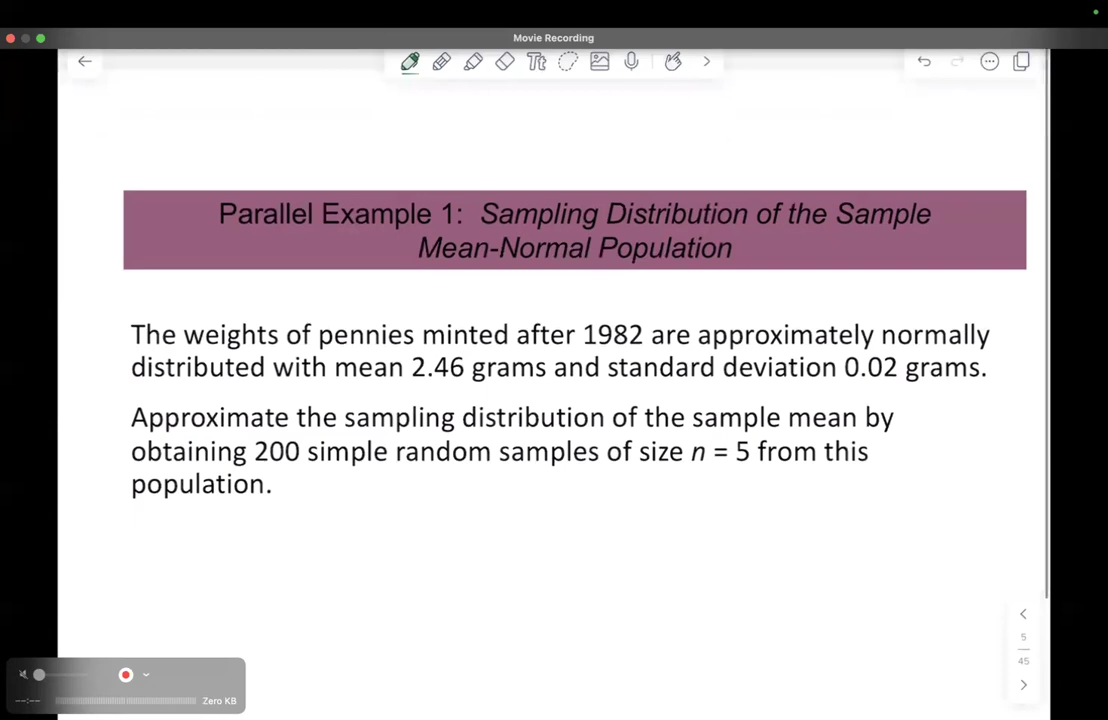 Movie Recording
Tt
Parallel Example 1: Sampling Distribution of the Sample
Mean-Normal Population
The weights of pennies minted after 1982 are approximately normally
distributed with mean 2.46 grams and standard deviation 0.02 grams.
Approximate the sampling distribution of the sample mean by
obtaining 200 simple random samples of size n = 5 from this
population.
5
45
--:--
Zero KB